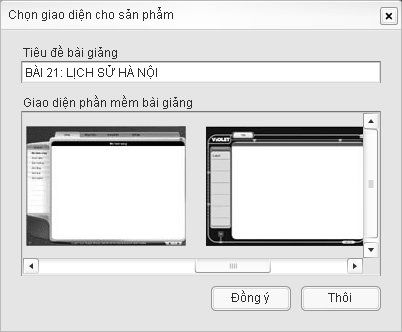 Chọn giao diện cho sản phẩm
Tiêu đề bài giảng
BÀI 21: LỊCH SỬ HÀ NỘI
Giao diện phần mềm bài giảng
ViOLET
Đồng ý
Thôi